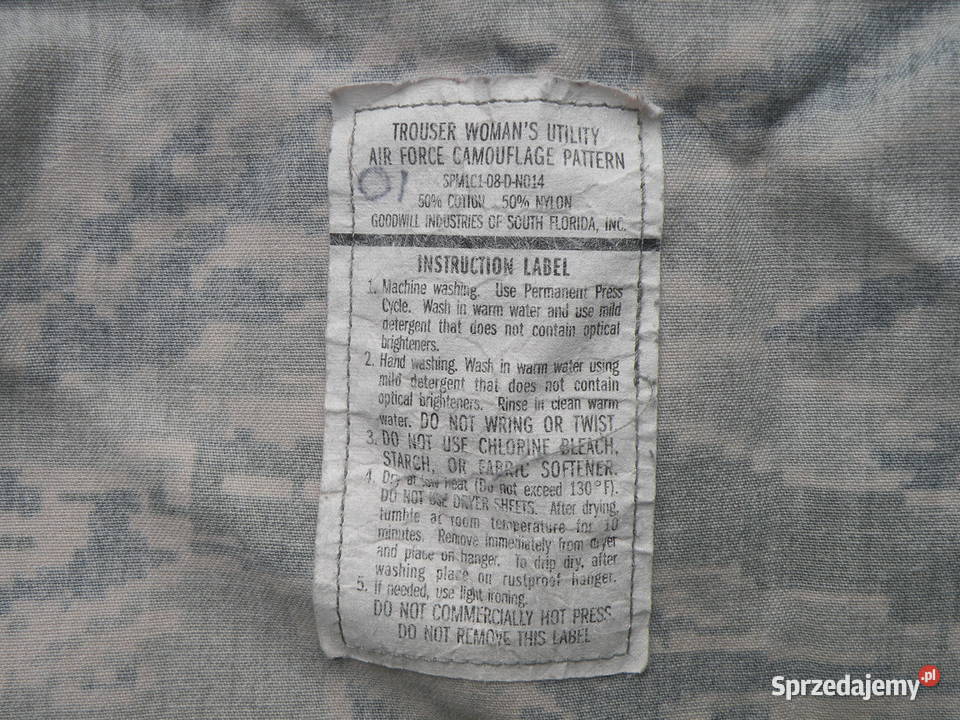 TROUSER WOMAN'S UTILITY
AIR FORCE CAMOUFLAGE PATTERN
01
SPM1C1-08-D-N014
50% COTTON 50% NYLON
GOODWILL INDUSTRIES OF SOUTH FLORIDA, INC.
INSTRUCTION LABEL
1. Machine washing. Use Permanent Press
Cycle. Wash in warm water and use mild
detergent that does not contain optical
brighteners.
2. Hand washing. Wash in warm water using
mild detergent that does not contain
optical brighteners. Rinse in clean warm
water. DO NOT WRING OR TWIST.
3. DO NOT USE CHLORINE BLEACH,
STARCH, OR FABRIC SOFTENER.
4. Dry at low heat (Do not exceed 130°F).
DO NOT USE DRYER SHEETS. After drying,
tumble at room temperature for 10
minutes. Remove immediately from dryer
and place on hanger. To drip dry, after
washing place on rustproof hanger.
5. If needed, use light ironing.
DO NOT COMMERCIALLY HOT PRESS
DO NOT REMOVE THIS LABEL
Sprzedajemy.pl